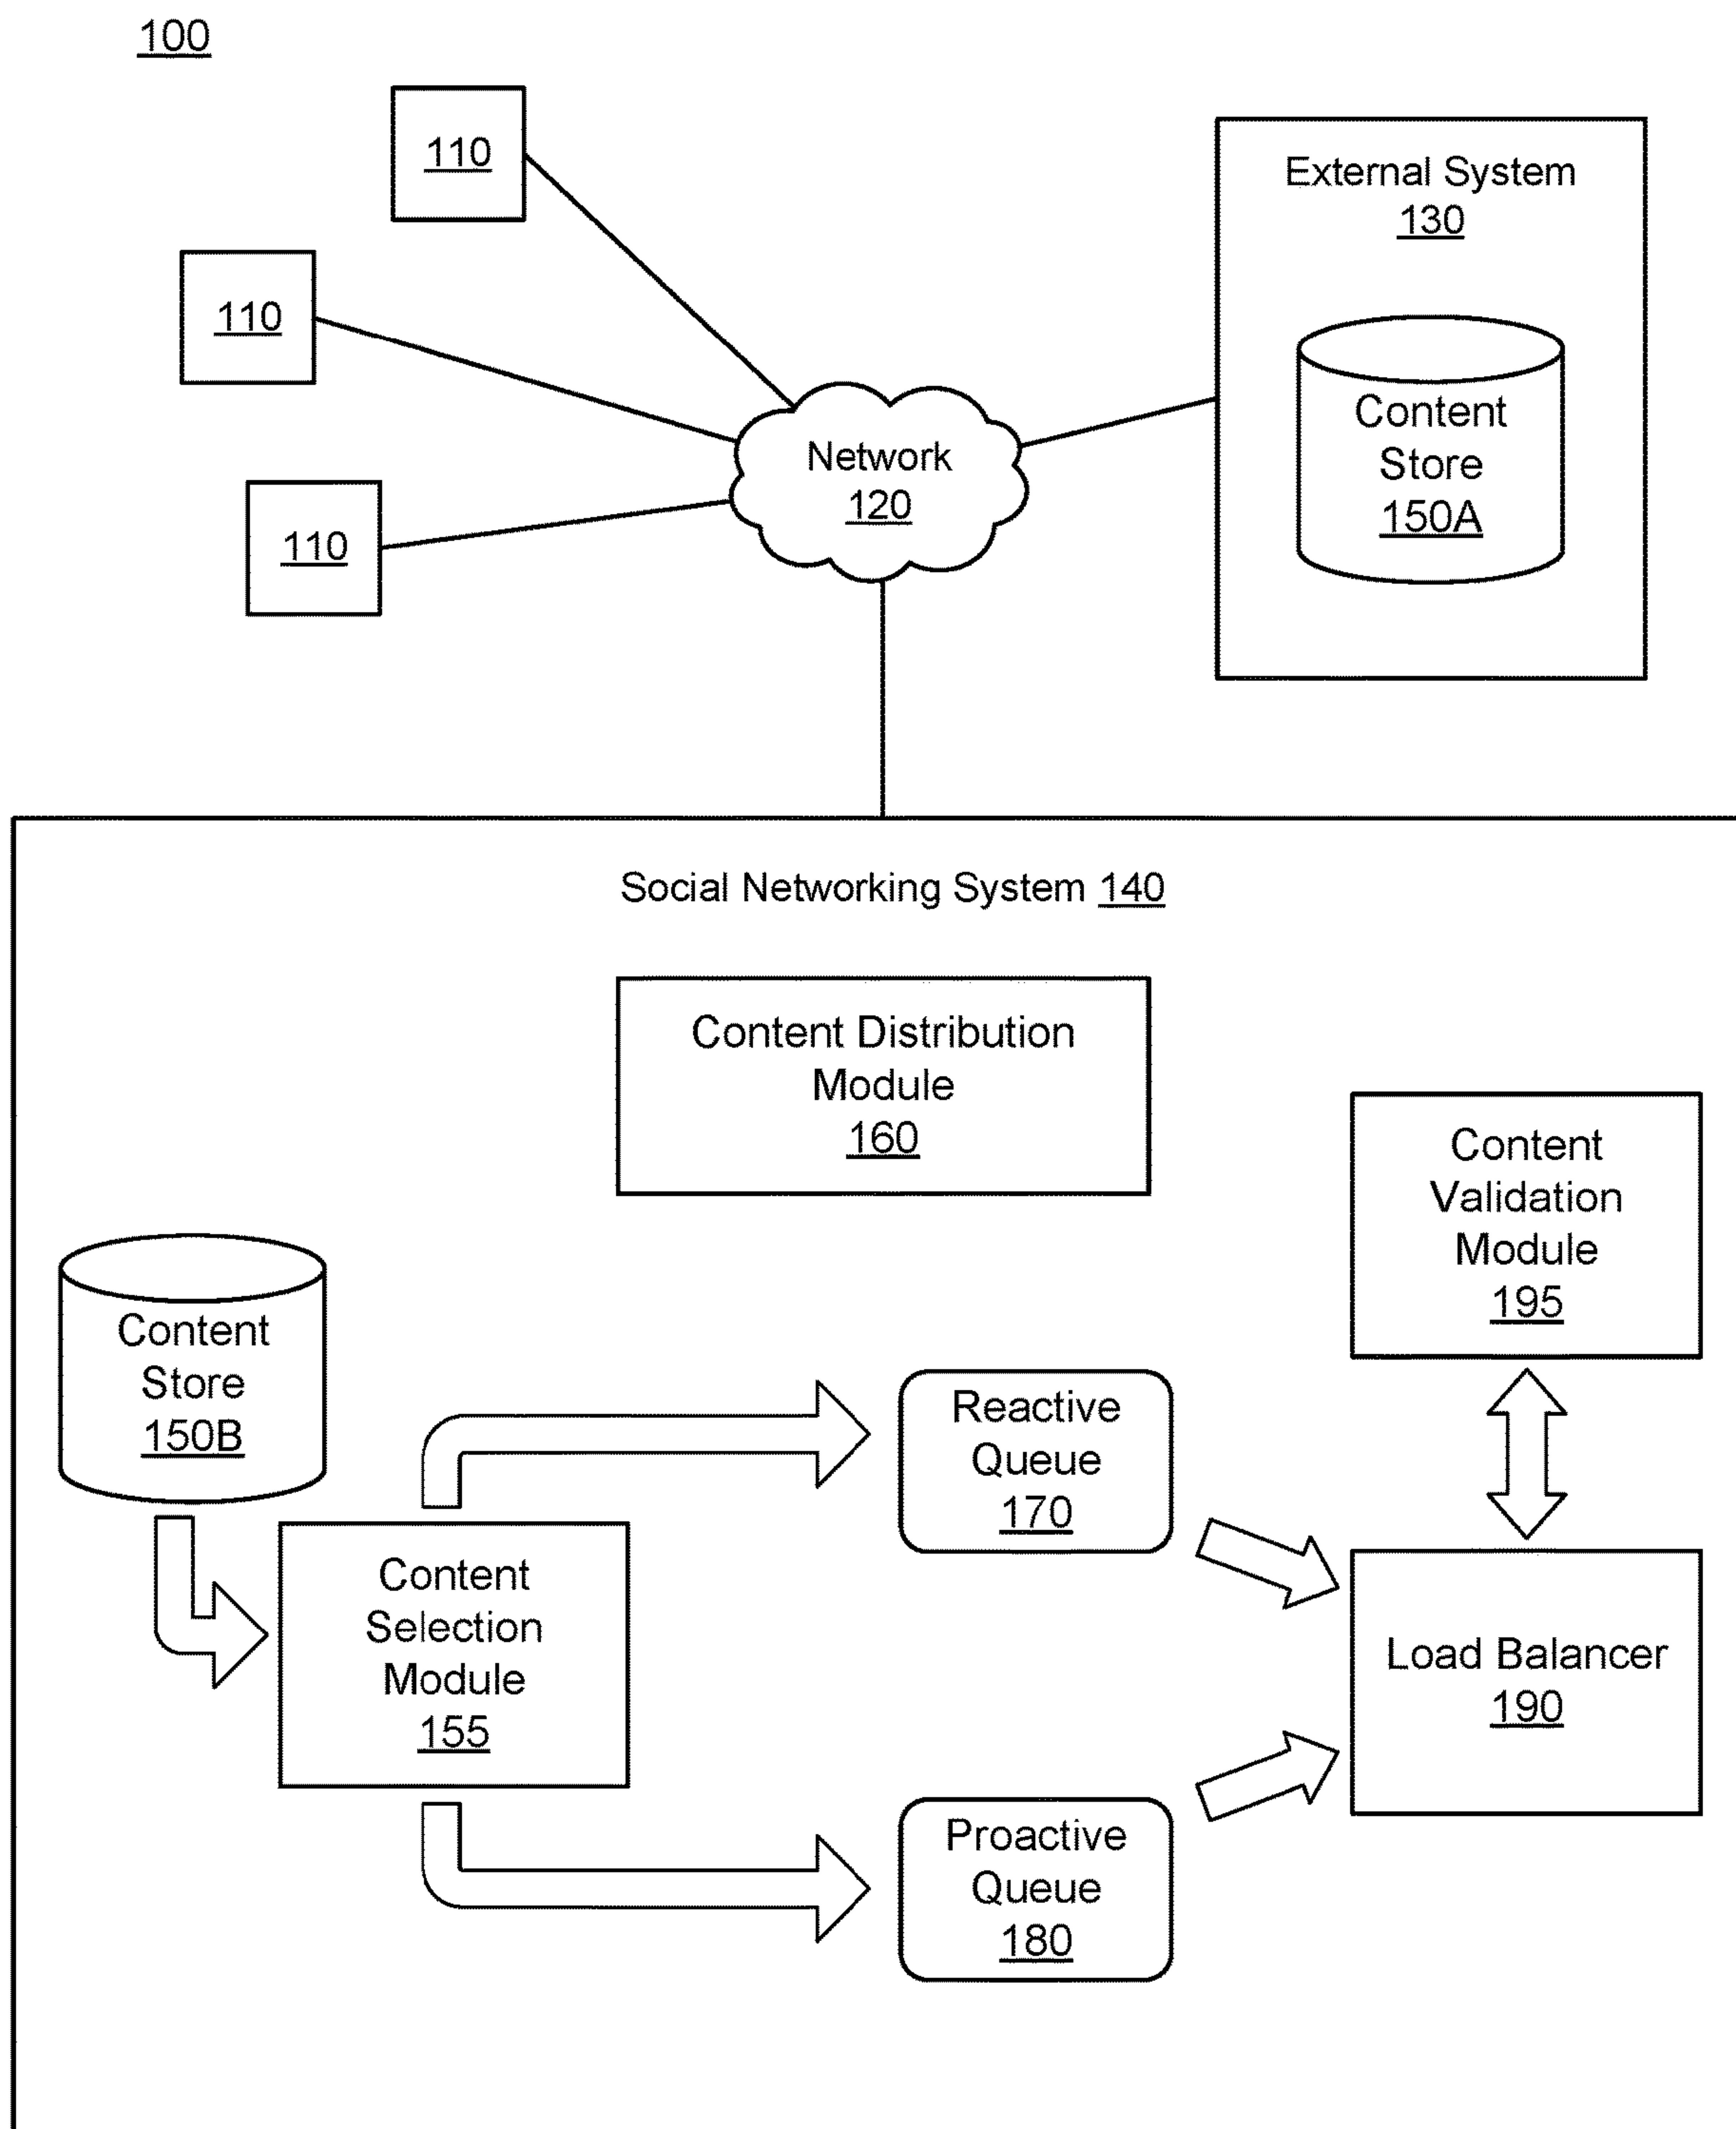 100
110
110
110
Network
120
External System
130
Content
Store
150A
Social Networking System 140
Content Distribution
Module
160
Content
Validation
Module
195
Content
Store
150B
Reactive
Queue
170
Content
Selection
Module
155
Load Balancer
190
Proactive
Queue
180